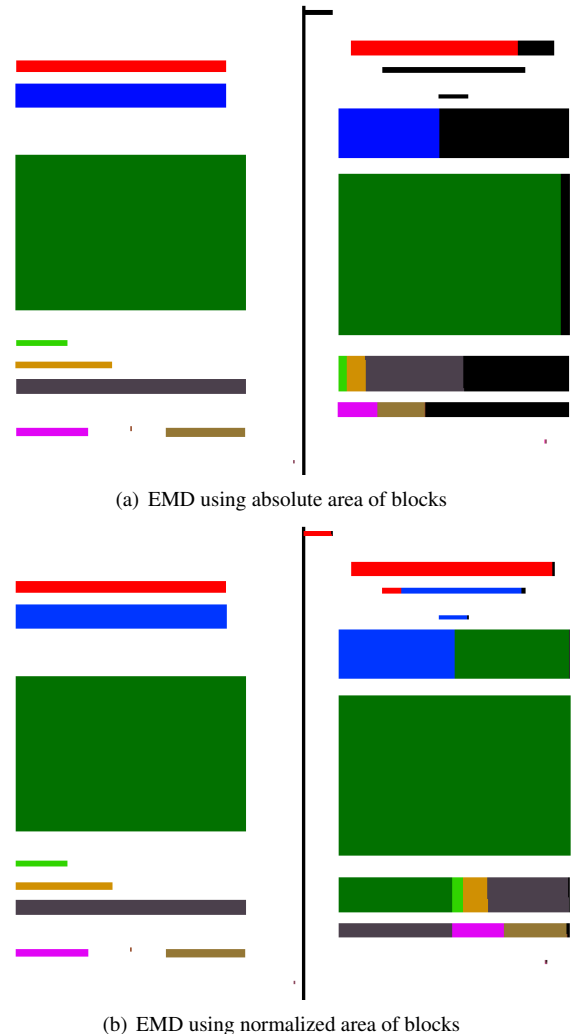 (a) EMD using absolute area of blocks
(b) EMD using normalized area of blocks